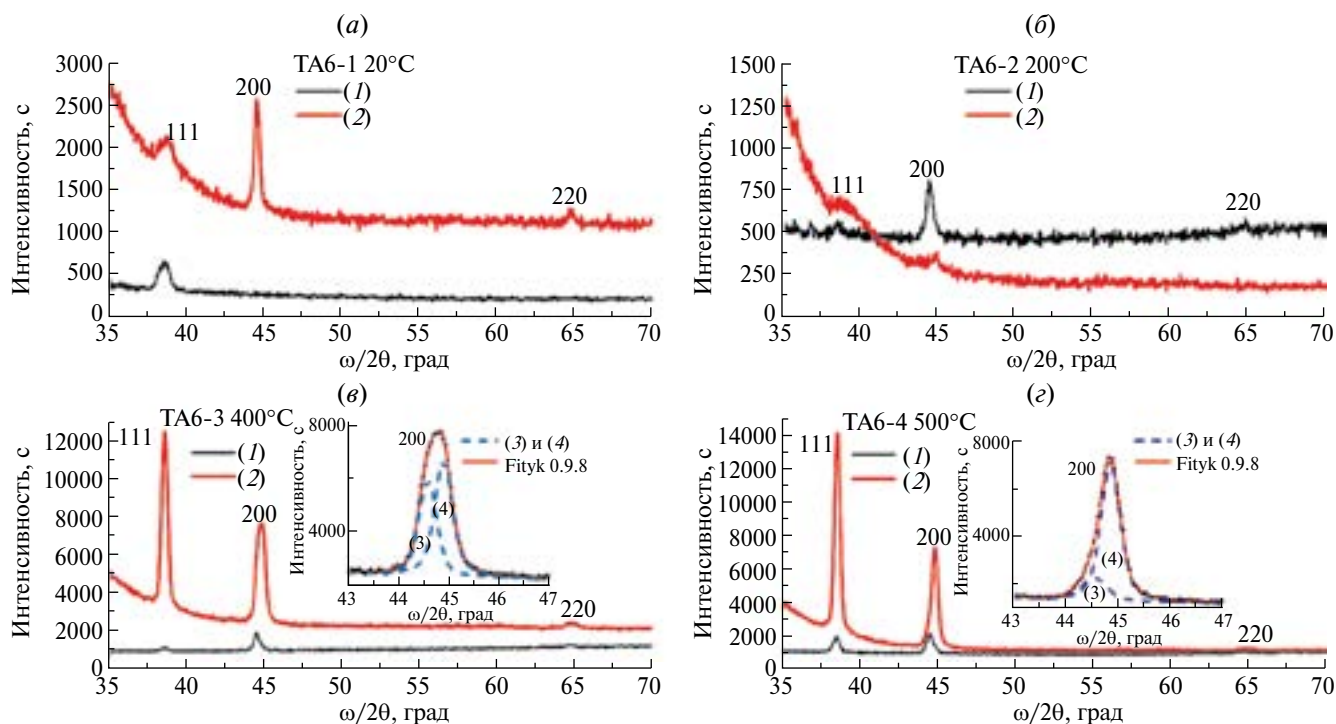 (а)
3000
2500
2000
1500
1000
500
0
Интенсивность, с
TA6-1 20°C
(1)
(2)
111
200
220
35 40 45 50 55 60 65 70
ω/2θ, град
(б)
1500
1250
1000
750
500
250
0
Интенсивность, с
TA6-2 200°C
(1)
(2)
111
200
220
35 40 45 50 55 60 65 70
ω/2θ, град
(в)
12000
10000
8000
6000
4000
2000
0
Интенсивность, с
TA6-3 400°C
(1)
(2)
111
200
220
35 40 45 50 55 60 65 70
ω/2θ, град
8000
4000
Интенсивность, с
200
(3) и (4)
Fityk 0.9.8
(4)
(3)
43 44 45 46 47
ω/2θ, град
(г)
14000
12000
10000
8000
6000
4000
2000
0
Интенсивность, с
TA6-4 500°C
(1)
(2)
111
200
220
35 40 45 50 55 60 65 70
ω/2θ, град
8000
4000
Интенсивность, с
200
(3) и (4)
Fityk 0.9.8
(4)
(3)
43 44 45 46 47
ω/2θ, град